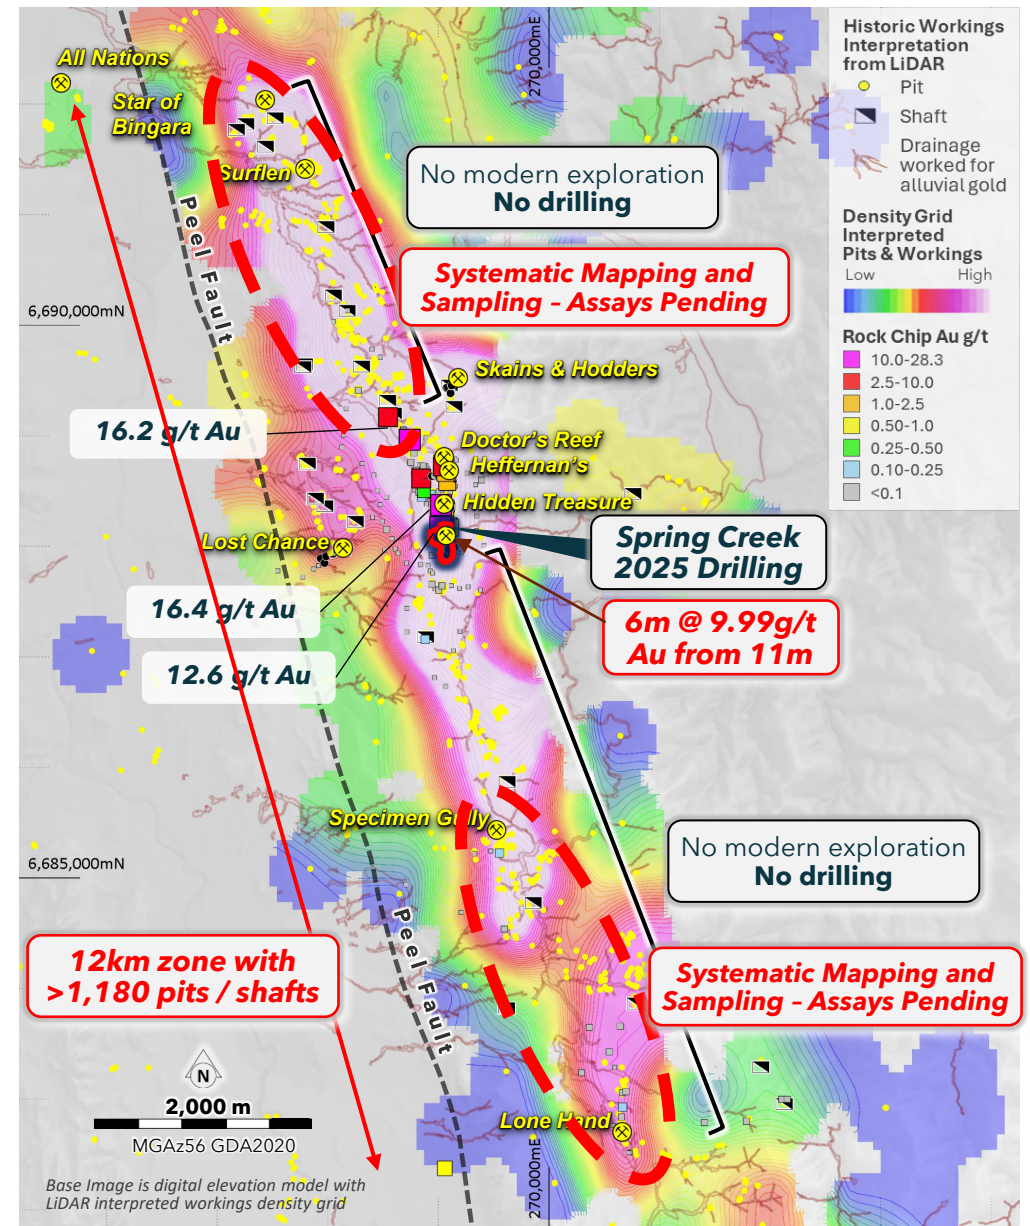 All Nations
Star of
Bingara
Surflen
Peel Fault
270,000mE
No modern exploration
No drilling
Systematic Mapping and
Sampling – Assays Pending
6,690,000mN
Skains & Hodders
16.2 g/t Au
Doctor's Reef
Heffernan's
Hidden Treasure
Lost Chance
Spring Creek
2025 Drilling
16.4 g/t Au
6m @ 9.99g/t
Au from 11m
12.6 g/t Au
Specimen Gully
6,685,000mN
No modern exploration
No drilling
Peel Fault
12km zone with
>1,180 pits / shafts
Systematic Mapping and
Sampling – Assays Pending
N
2,000 m
MGAz56 GDA2020
Lone Hand
270,000mE
Base Image is digital elevation model with
LiDAR interpreted workings density grid
Historic Workings
Interpretation
from LiDAR
Pit
Shaft
Drainage
worked for
alluvial gold
Density Grid
Interpreted
Pits & Workings
Low High
Rock Chip Au g/t
10.0-28.3
2.5-10.0
1.0-2.5
0.50-1.0
0.25-0.50
0.10-0.25
<0.1